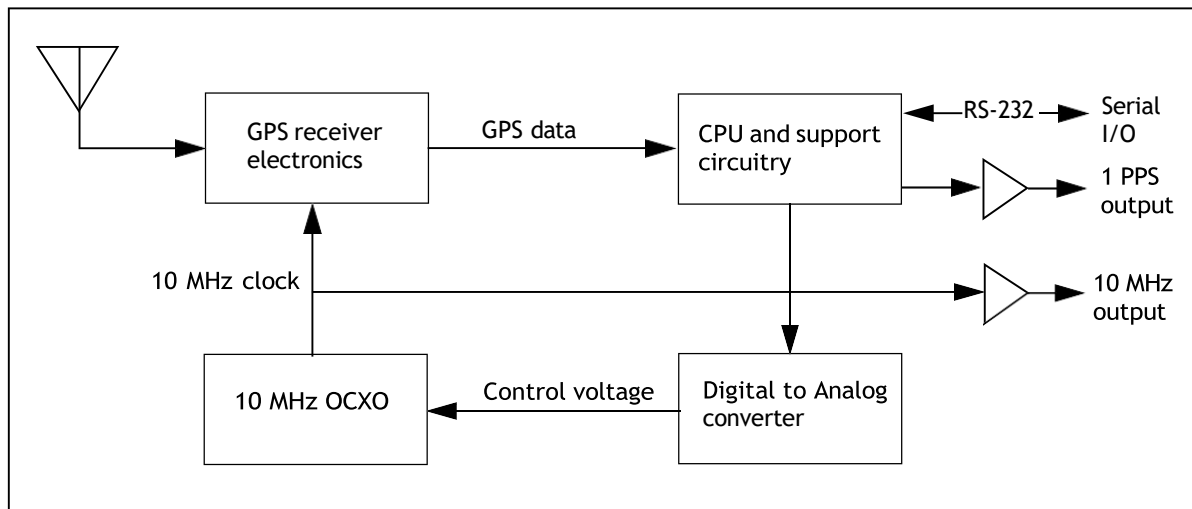 GPS receiver
electronics
GPS data
CPU and support
circuitry
RS-232
Serial
I/O
1 PPS
output
10 MHz clock
10 MHz
output
10 MHz OCXO
Control voltage
Digital to Analog
converter